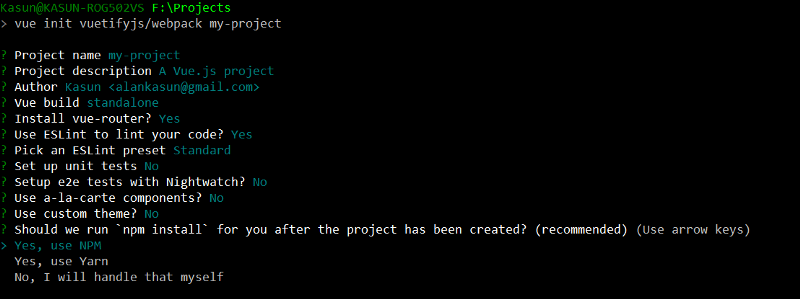 Kasun@KASUN-ROG502VS F:\Projects
> vue init vuetifyjs/webpack my-project
? Project name my-project
? Project description A Vue.js project
? Author Kasun <alankasun@gmail.com>
? Vue build standalone
? Install vue-router? Yes
? Use ESLint to lint your code? Yes
? Pick an ESLint preset Standard
? Set up unit tests No
? Setup e2e tests with Nightwatch? No
? Use a-la-carte components? No
? Use custom theme? No
? Should we run `npm install` for you after the project has been created? (recommended) (Use arrow keys)
> Yes, use NPM
Yes, use Yarn
No, I will handle that myself